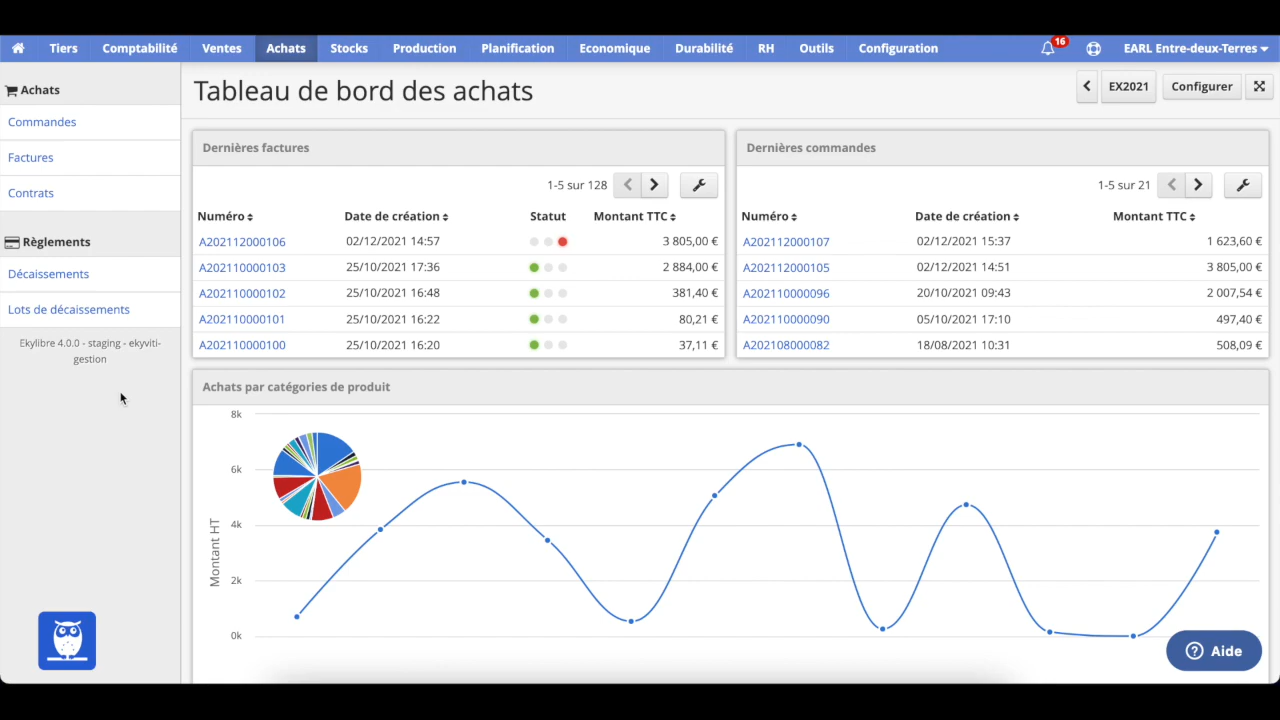 Tiers Comptabilité Ventes Achats Stocks Production Planification Economique Durabilité RH Outils Configuration 16 EARL Entre-deux-Terres
Achats
Commandes
Factures
Contrats
Règlements
Décaissements
Lots de décaissements
Ekylibre 4.0.0 - staging - ekyviti-
gestion
Tableau de bord des achats
EX2021 Configurer
Dernières factures
1-5 sur 128
Numéro Date de création Statut Montant TTC
A202112000106 02/12/2021 14:57 3 805,00 €
A202110000103 25/10/2021 17:36 2 884,00 €
A202110000102 25/10/2021 16:48 381,40 €
A202110000101 25/10/2021 16:22 80,21 €
A202110000100 25/10/2021 16:20 37,11 €
Dernières commandes
1-5 sur 21
Numéro Date de création Montant TTC
A202112000107 02/12/2021 15:37 1 623,60 €
A202112000105 02/12/2021 14:51 3 805,00 €
A202110000096 20/10/2021 09:43 2 007,54 €
A202110000090 05/10/2021 17:10 497,40 €
A202108000082 18/08/2021 10:31 508,09 €
Achats par catégories de produit
8k
6k
4k
2k
0k
Montant HT
? Aide